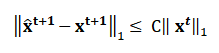 ‖x̂ᵗ⁺¹ − xᵗ⁺¹‖₁ ≤ C‖ xᵗ‖₁